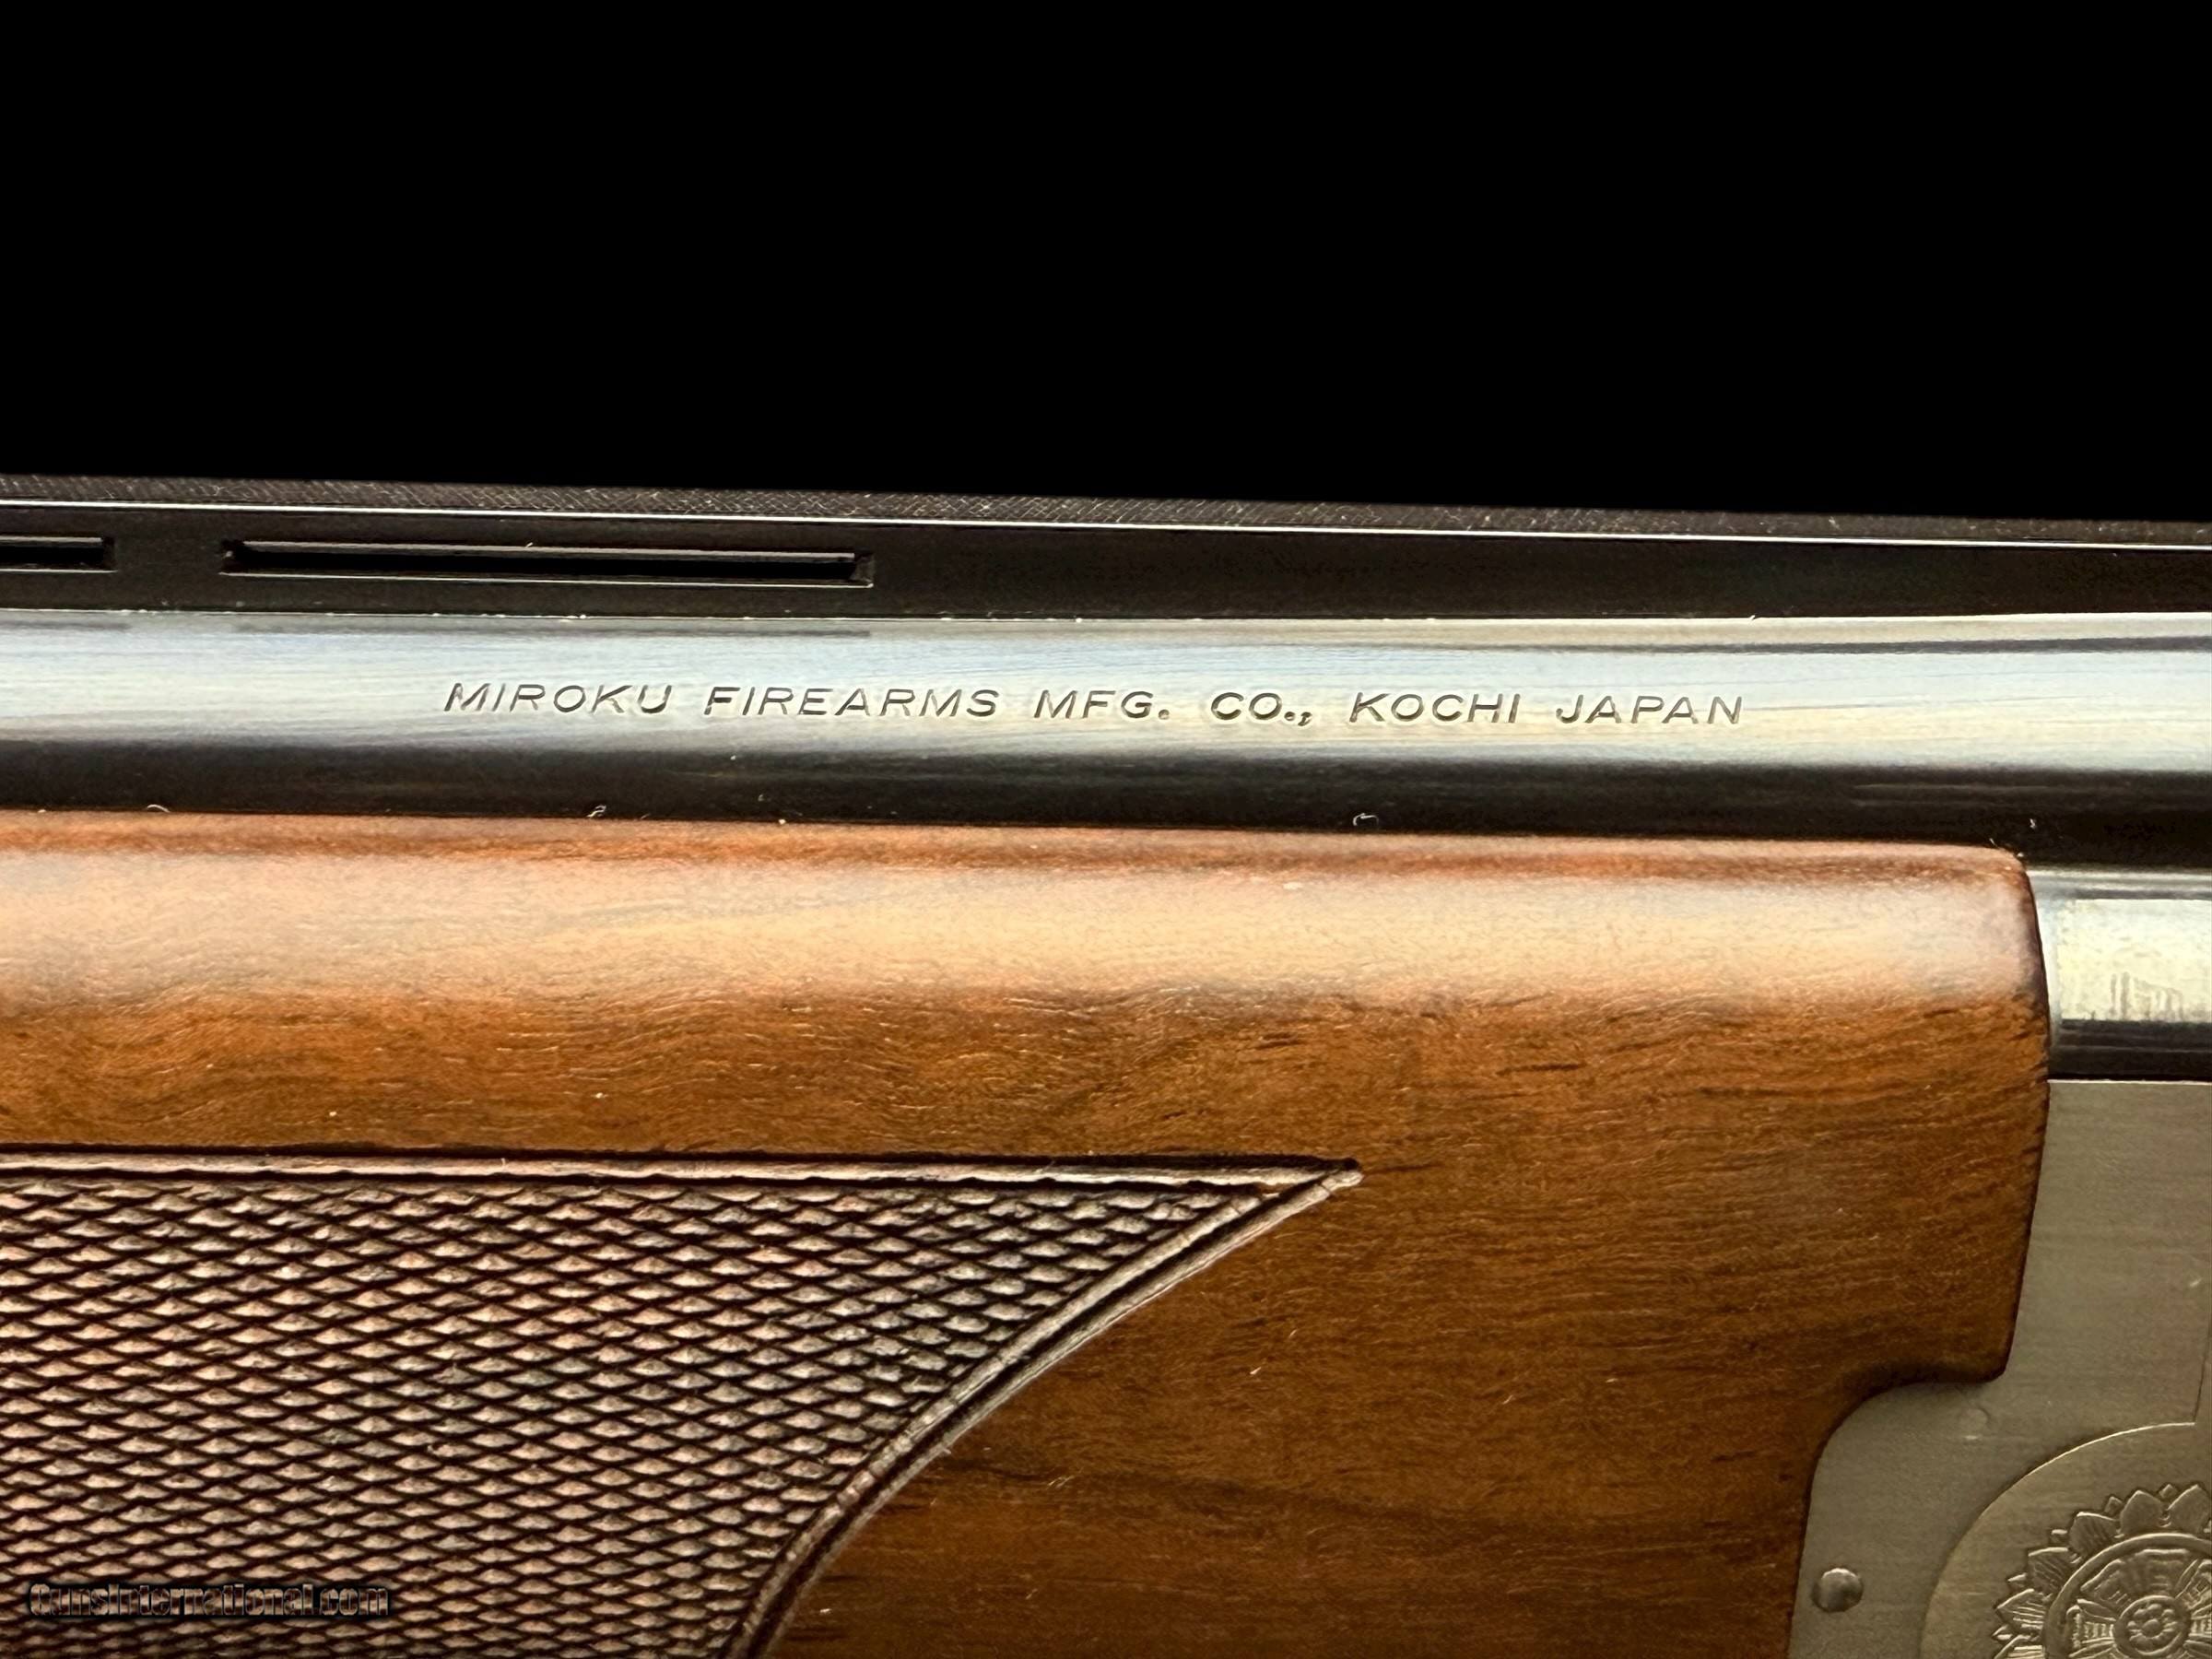 MIROKU FIREARMS MFG. CO., KOCHI JAPAN
GunsInternational.com